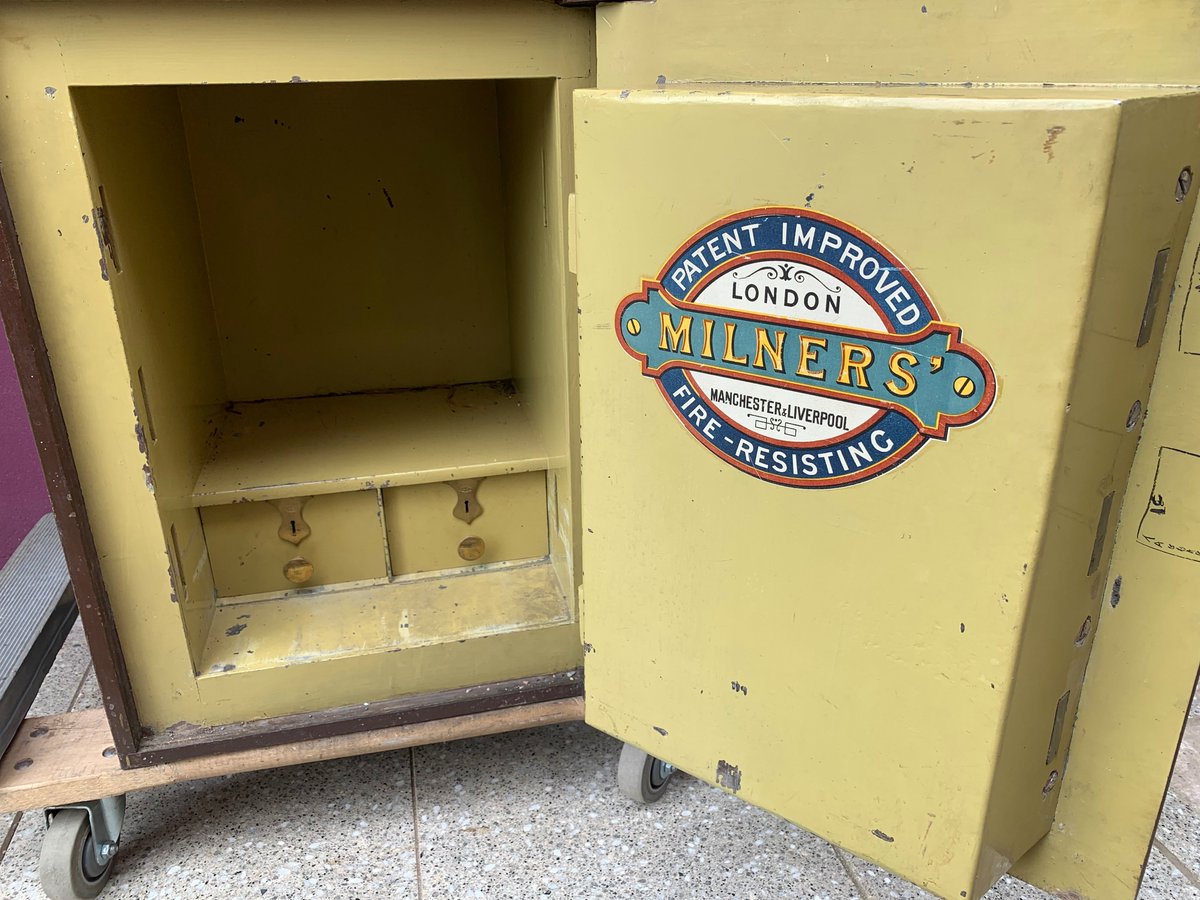 PATENT IMPROVED
LONDON
MILNERS'
MANCHESTER & LIVERPOOL
FIRE-RESISTING